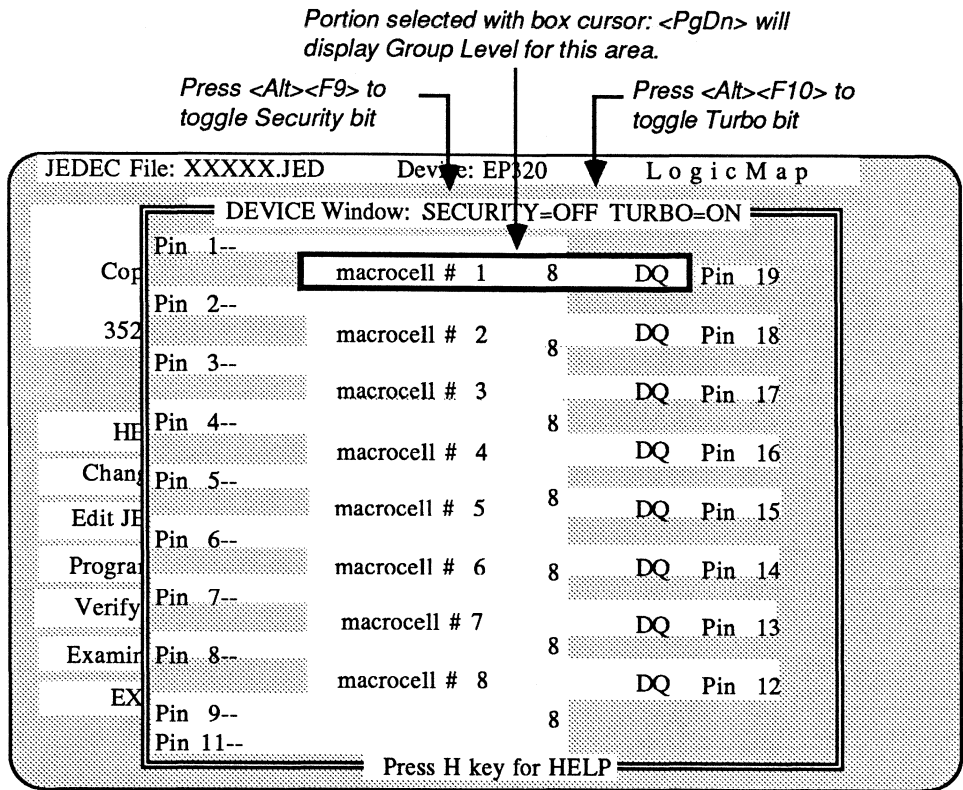 Portion selected with box cursor: <PgDn> will
display Group Level for this area.
Press <Alt><F9> to
toggle Security bit
Press <Alt><F10> to
toggle Turbo bit
JEDEC File: XXXXX.JED Device: EP320 LogicMap
DEVICE Window: SECURITY=OFF TURBO=ON
Pin 1--
Cop macrocell # 1 8 DQ Pin 19
Pin 2--
352 macrocell # 2 8 DQ Pin 18
Pin 3--
macrocell # 3 DQ Pin 17
HE Pin 4-- 8
macrocell # 4 DQ Pin 16
Chang Pin 5-- 8
Edit JE macrocell # 5 DQ Pin 15
Pin 6--
Progra macrocell # 6 8 DQ Pin 14
Verify Pin 7--
macrocell # 7 DQ Pin 13
Examin Pin 8-- 8
EX macrocell # 8 DQ Pin 12
Pin 9-- 8
Pin 11--
Press H key for HELP